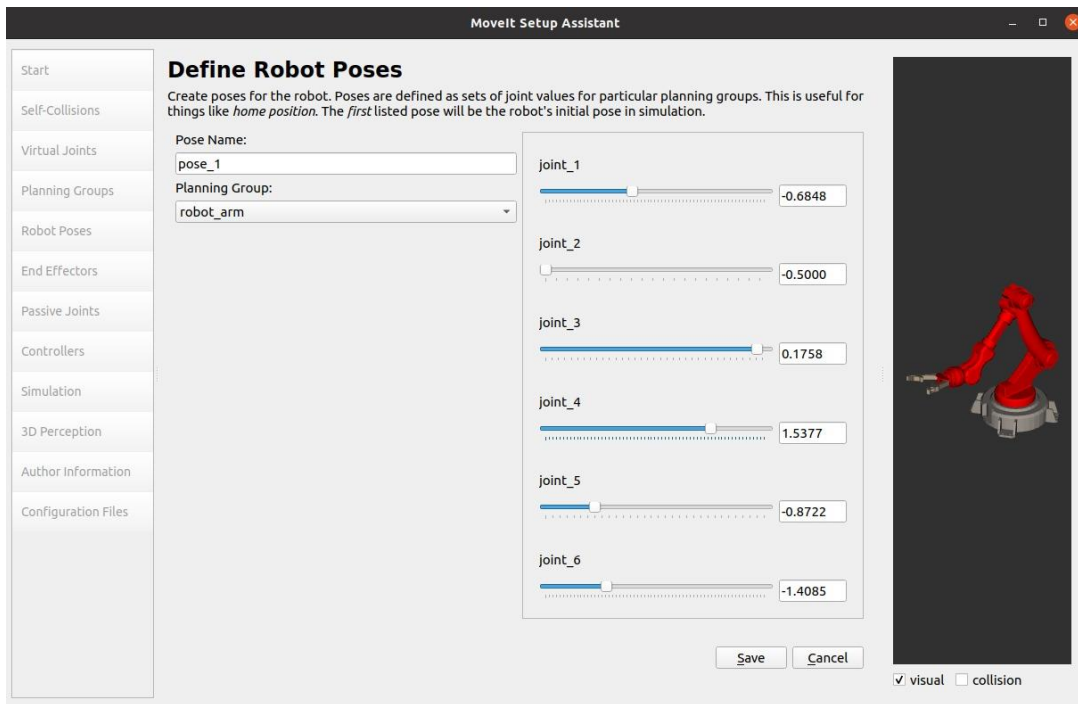 MoveIt Setup Assistant
Start
Self-Collisions
Virtual Joints
Planning Groups
Robot Poses
End Effectors
Passive Joints
Controllers
Simulation
3D Perception
Author Information
Configuration Files
Define Robot Poses
Create poses for the robot. Poses are defined as sets of joint values for particular planning groups. This is useful for
things like home position. The first listed pose will be the robot's initial pose in simulation.
Pose Name:
pose_1
Planning Group:
robot_arm
joint_1
-0.6848
joint_2
-0.5000
joint_3
0.1758
joint_4
1.5377
joint_5
-0.8722
joint_6
-1.4085
Save
Cancel
visual
collision